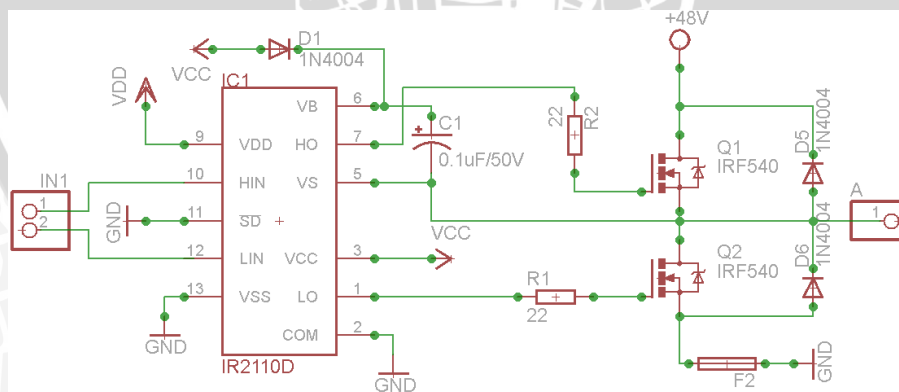 +48V
D1
1N4004
VCC
IC1
VDD
6
VB
C1
0.1uF/50V
22
R2
D5
1N4004
9
VDD
HO
7
Q1
IRF540
IN1
1
2
10
HIN
VS
5
A
1
GND
11
SD +
VCC
12
LIN
VCC
3
Q2
IRF540
D6
1N4004
R1
22
13
VSS
LO
1
GND
COM
2
IR2110D
GND
F2
GND